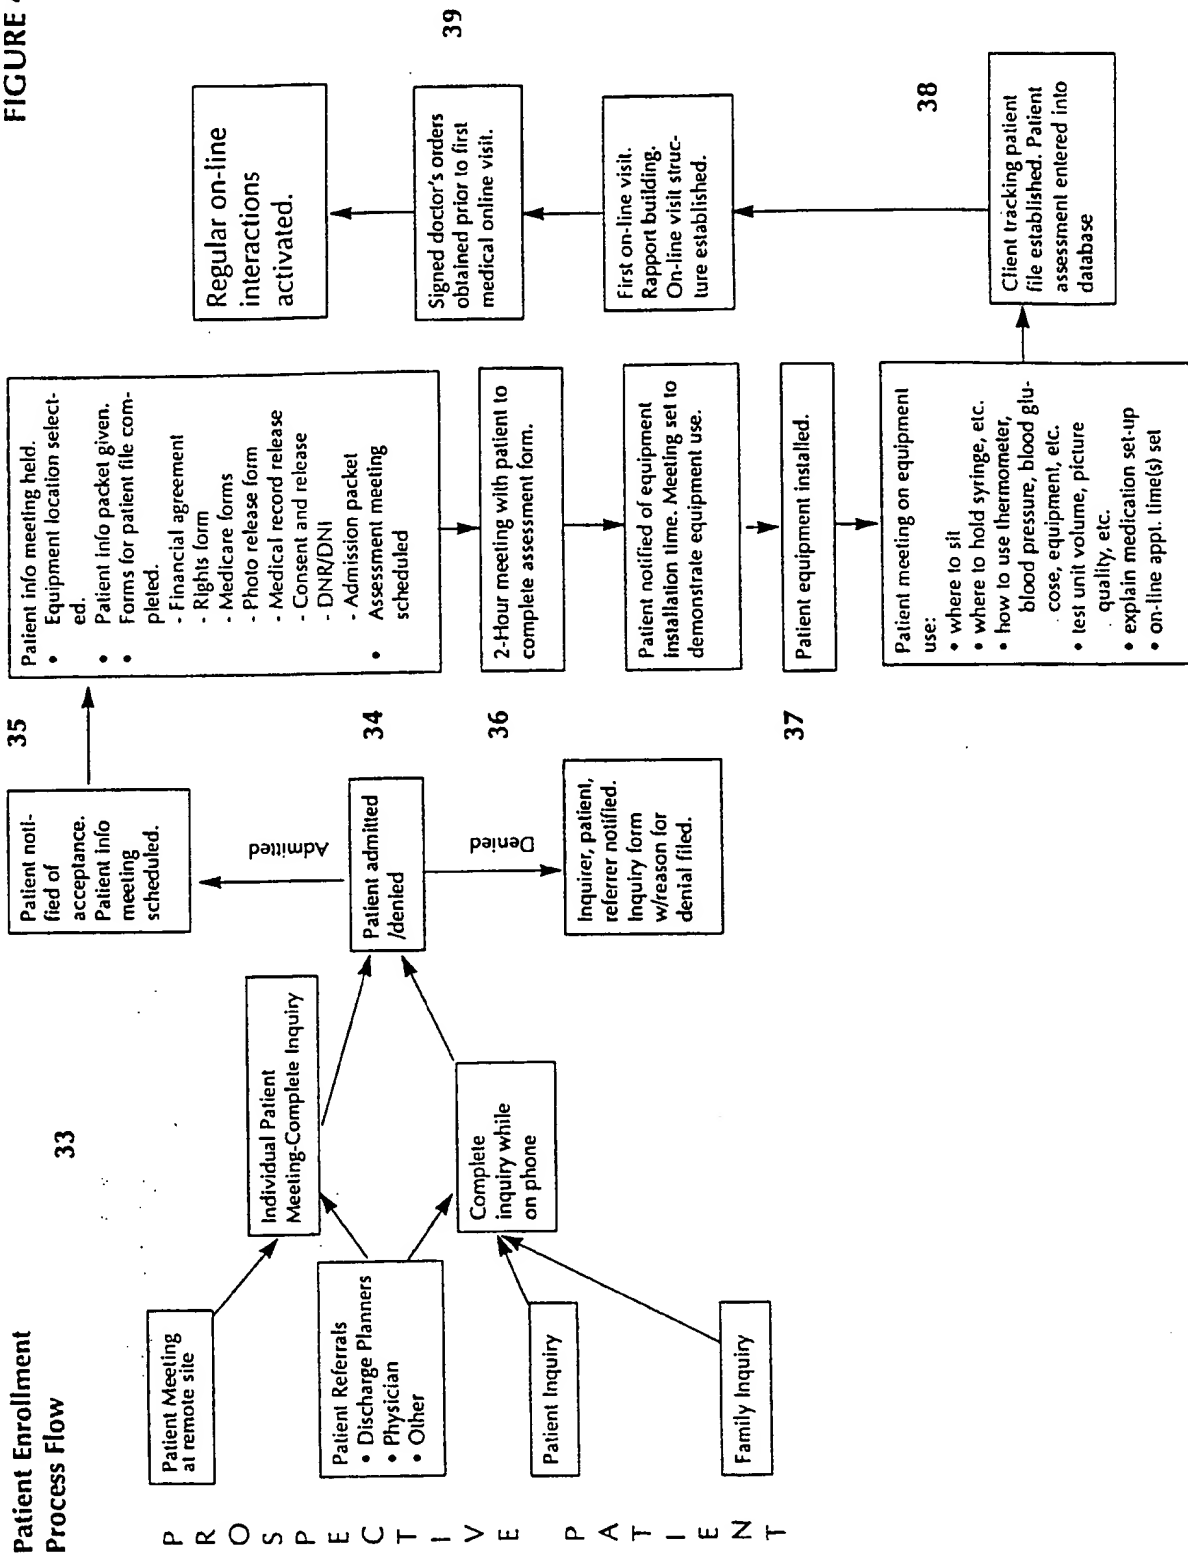 FIGURE
Patient Enrollment
Process Flow
33
P R O S P E C T I V E P A T I E N T
Patient Meeting
at remote site
Patient Referrals
• Discharge Planners
• Physician
• Other
Patient Inquiry
Family Inquiry
Individual Patient
Meeting-Complete Inquiry
Complete
inquiry while
on phone
34
Patient admitted
/denied
Admitted
Denied
35
Patient noti-
fied of
acceptance.
Patient info
meeting
scheduled.
36
Inquirer, patient,
referrer notified.
Inquiry form
w/reason for
denial filed.
Patient info meeting held.
• Equipment location select-
ed.
• Patient info packet given.
• Forms for patient file com-
pleted.
- Financial agreement
- Rights form
- Medicare forms
- Photo release form
- Medical record release
- Consent and release
- DNR/DNI
- Admission packet
• Assessment meeting
scheduled
2-Hour meeting with patient to
complete assessment form.
Patient notified of equipment
installation time. Meeting set to
demonstrate equipment use.
37
Patient equipment installed.
Patient meeting on equipment
use:
• where to sit
• where to hold syringe, etc.
• how to use thermometer,
blood pressure, blood glu-
cose, equipment, etc.
• test unit volume, picture
quality, etc.
• explain medication set-up
• on-line appt. time(s) set
38
Client tracking patient
file established. Patient
assessment entered into
database
First on-line visit.
Rapport building.
On-line visit struc-
ture established.
39
Signed doctor's orders
obtained prior to first
medical online visit.
Regular on-line
interactions
activated.